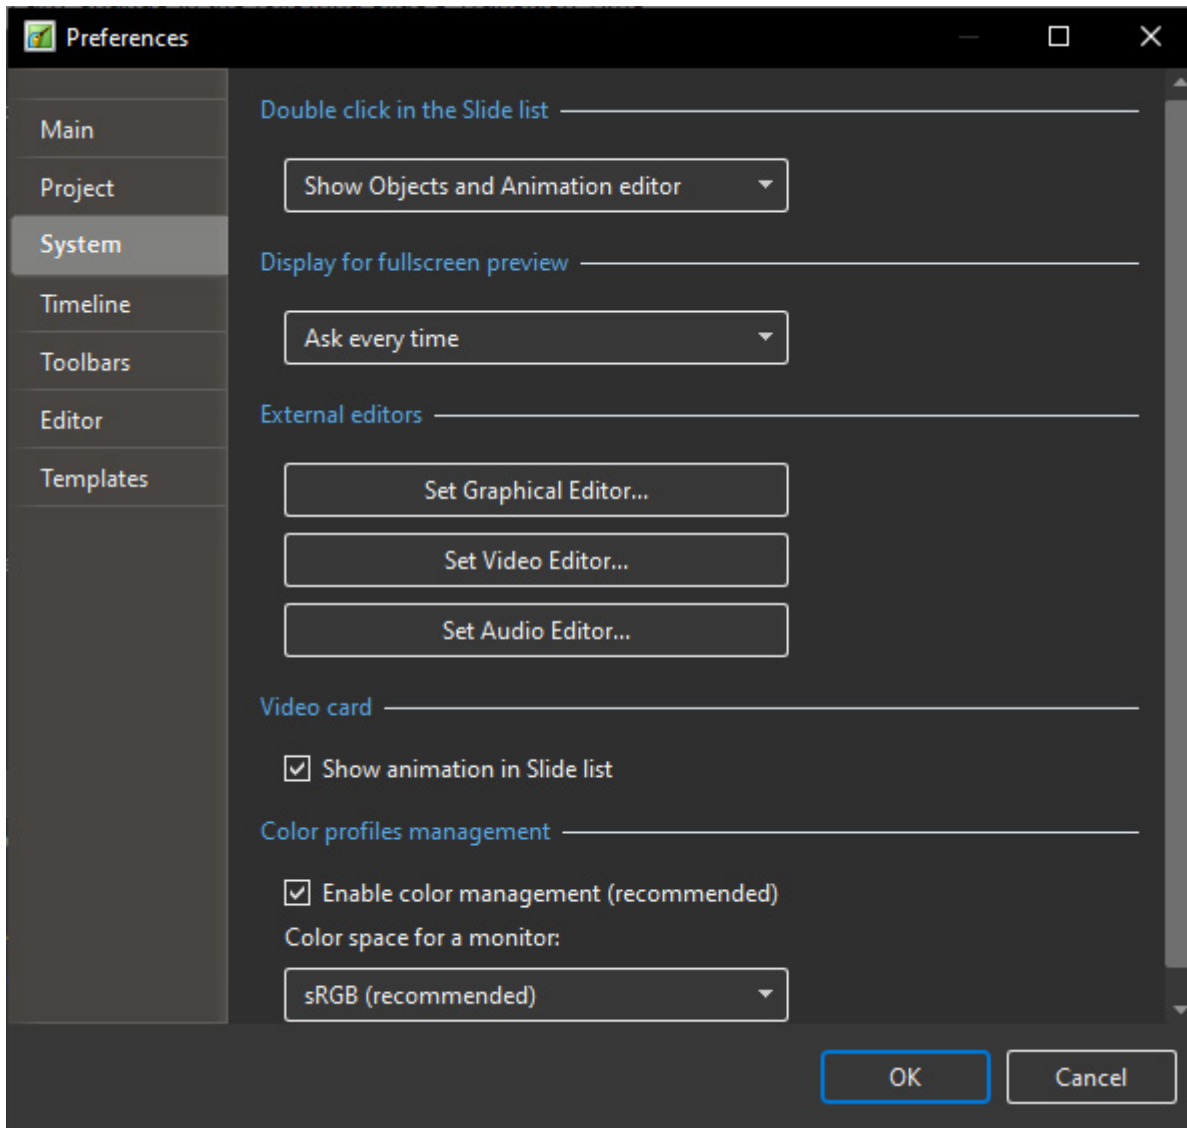 Preferences
Main
Project
System
Timeline
Toolbars
Editor
Templates
Double click in the Slide list
Show Objects and Animation editor
Display for fullscreen preview
Ask every time
External editors
Set Graphical Editor...
Set Video Editor...
Set Audio Editor...
Video card
Show animation in Slide list
Color profiles management
Enable color management (recommended)
Color space for a monitor:
sRGB (recommended)
OK
Cancel